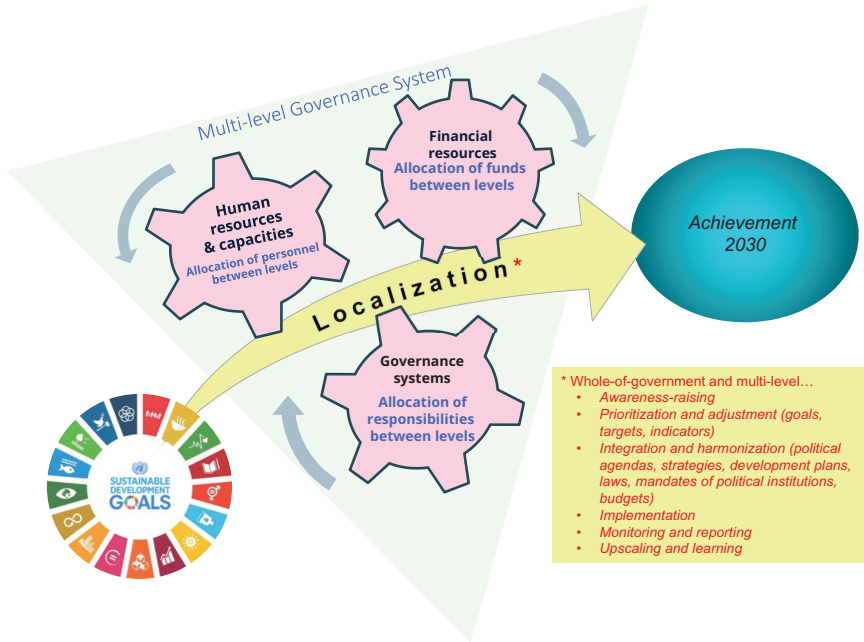 Multi-level Governance System
Financial
resources
Allocation of funds
between levels
Human
resources
& capacities
Allocation of personnel
between levels
Achievement
2030
Localization*
Governance
systems
Allocation of
responsibilities
between levels
SUSTAINABLE
DEVELOPMENT
GOALS
* Whole-of-government and multi-level…
• Awareness-raising
• Prioritization and adjustment (goals,
targets, indicators)
• Integration and harmonization (political
agendas, strategies, development plans,
laws, mandates of political institutions,
budgets)
• Implementation
• Monitoring and reporting
• Upscaling and learning